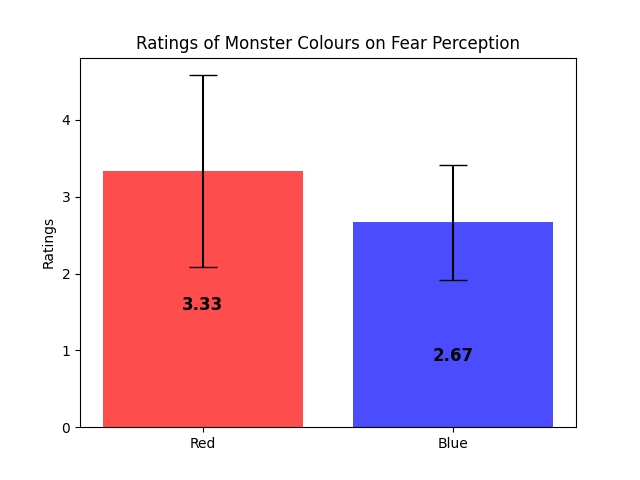 Ratings of Monster Colours on Fear Perception
4
3
2
1
0
Ratings
3.33
2.67
Red
Blue